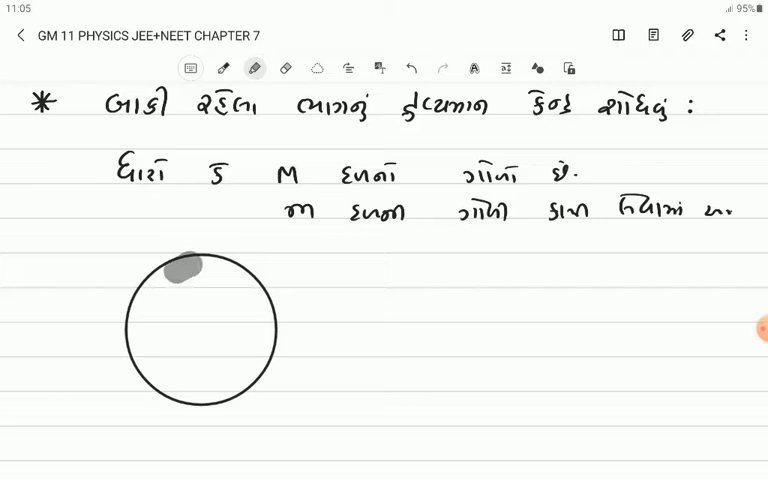 11:05
95%
GM 11 PHYSICS JEE+NEET CHAPTER 7
* બાકી રહેલા ભાગનું દ્રવ્યમાન કેન્દ્ર શોધવું :
ધારો કે M દળનો ગોળો છે.
m દળનો ગોળો કાપી